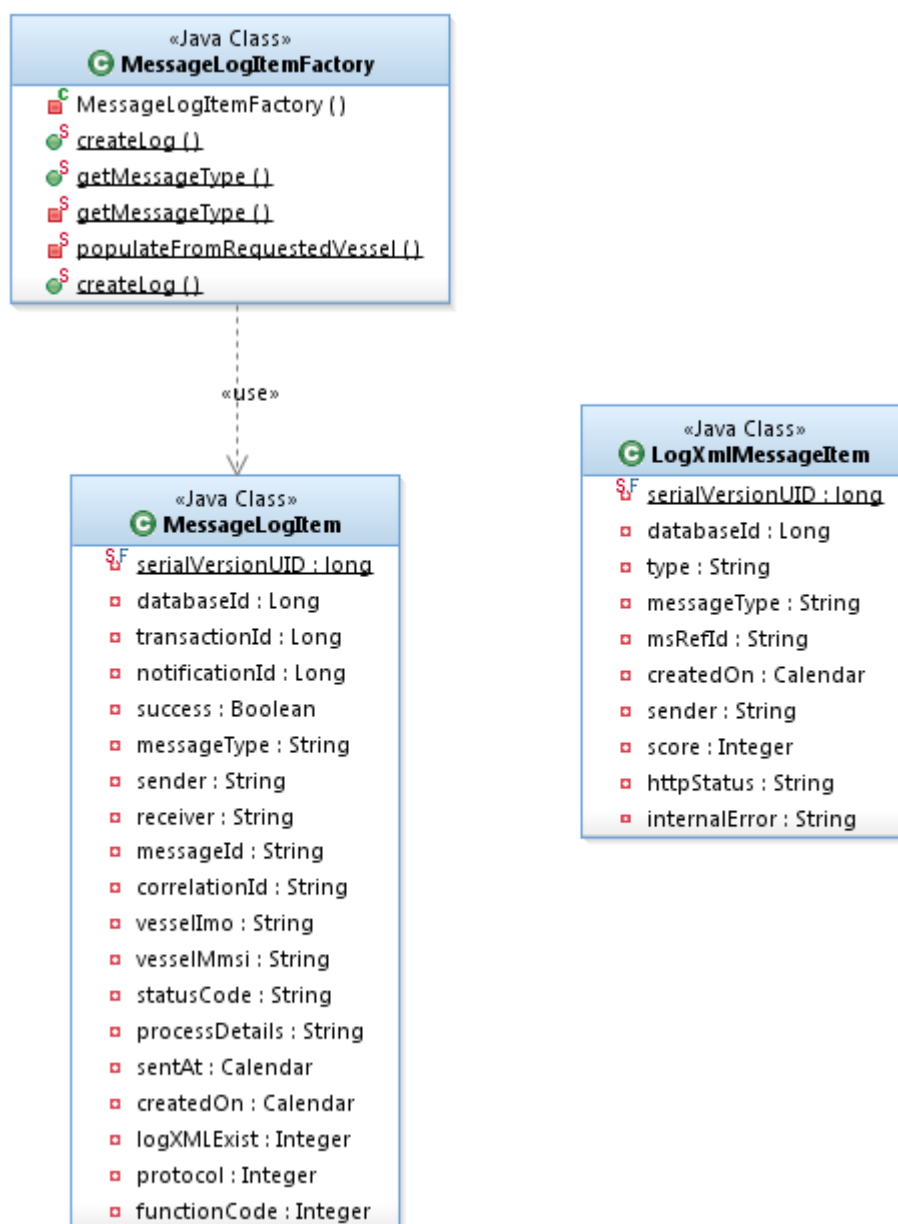 «Java Class»
MessageLogItemFactory
MessageLogItemFactory ( )
createLog ( )
getMessageType ( )
getMessageType ( )
populateFromRequestedVessel ( )
createLog ( )
«use»
«Java Class»
MessageLogItem
serialVersionUID : long
databaseId : Long
transactionId : Long
notificationId : Long
success : Boolean
messageType : String
sender : String
receiver : String
messageId : String
correlationId : String
vesselImo : String
vesselMmsi : String
statusCode : String
processDetails : String
sentAt : Calendar
createdOn : Calendar
logXMLExist : Integer
protocol : Integer
functionCode : Integer
«Java Class»
LogXmlMessageItem
serialVersionUID : long
databaseId : Long
type : String
messageType : String
msRefId : String
createdOn : Calendar
sender : String
score : Integer
httpStatus : String
internalError : String